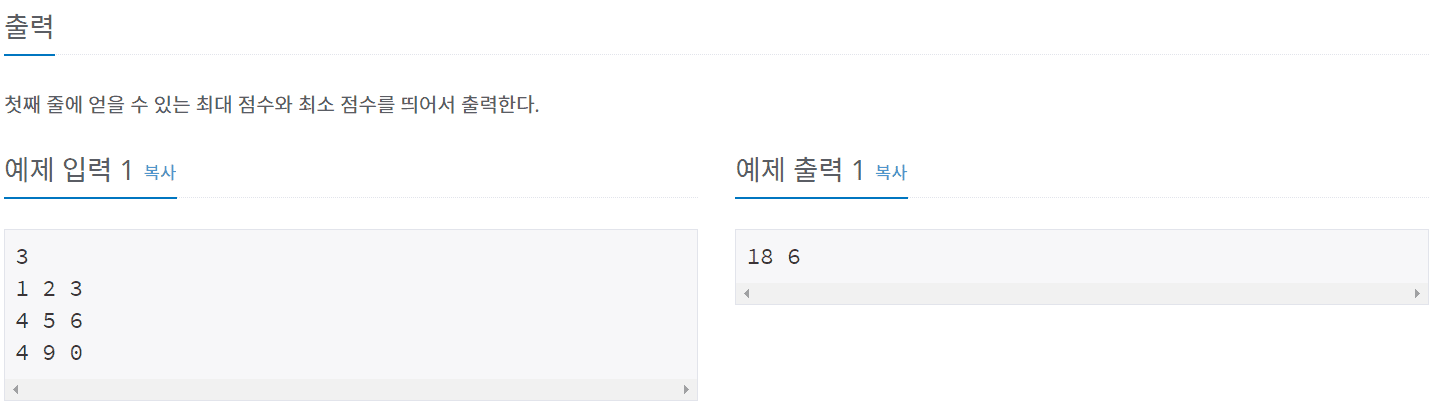 출력
첫째 줄에 얻을 수 있는 최대 점수와 최소 점수를 띄어서 출력한다.
예제 입력 1 복사
3
1 2 3
4 5 6
4 9 0
예제 출력 1 복사
18 6